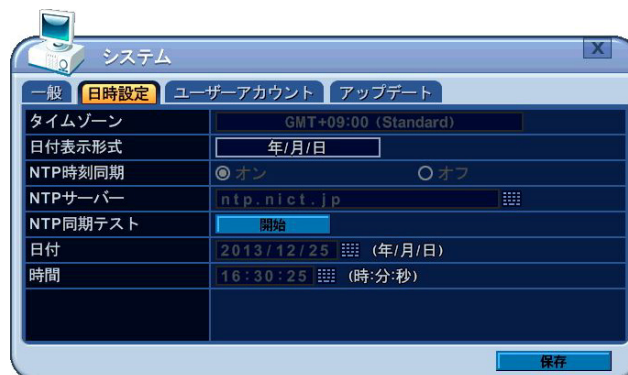 システム
X
一般 日時設定 ユーザーアカウント アップデート
タイムゾーン GMT+09:00 (Standard)
日付表示形式 年/月/日
NTP時刻同期 オン オフ
NTPサーバー ntp.nict.jp
NTP同期テスト 開始
日付 2013/12/25 (年/月/日)
時間 16:30:25 (時:分:秒)
保存